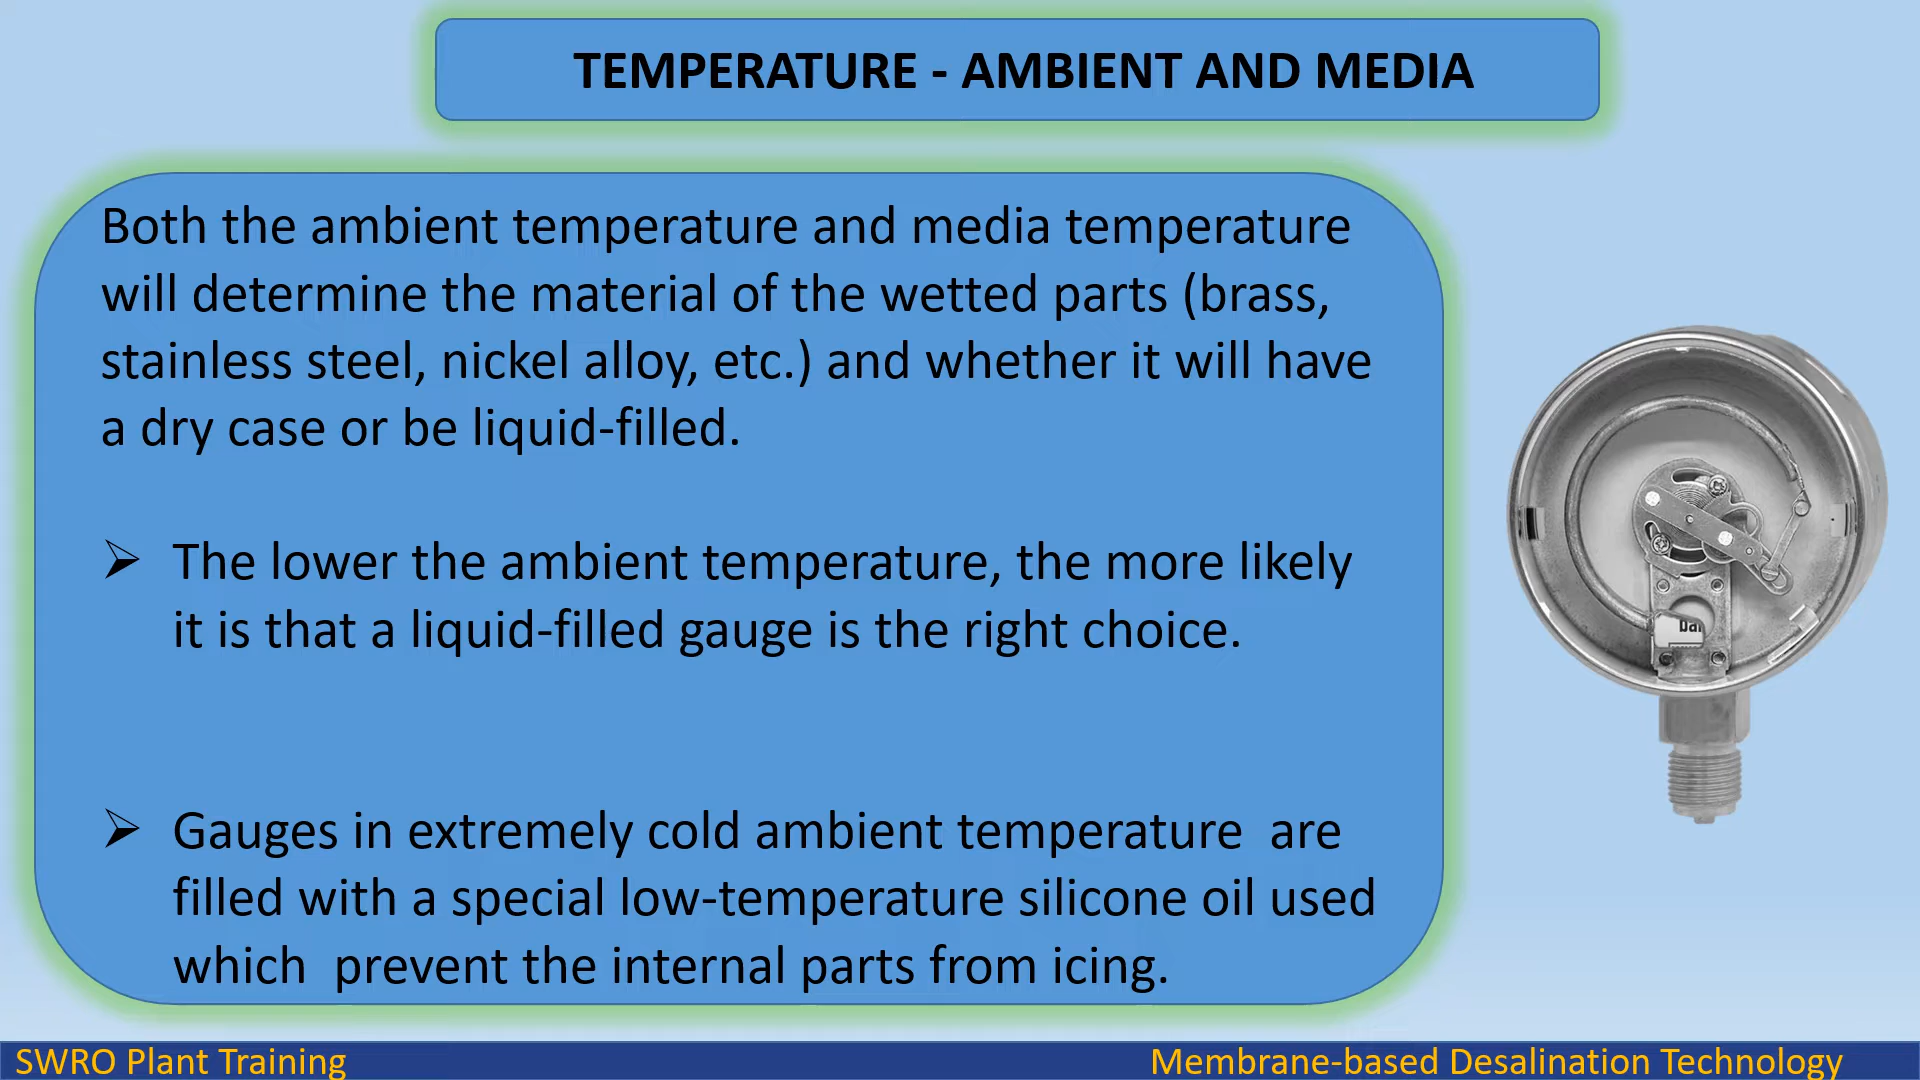 TEMPERATURE - AMBIENT AND MEDIA
Both the ambient temperature and media temperature
will determine the material of the wetted parts (brass,
stainless steel, nickel alloy, etc.) and whether it will have
a dry case or be liquid-filled.
➢ The lower the ambient temperature, the more likely
it is that a liquid-filled gauge is the right choice.
➢ Gauges in extremely cold ambient temperature  are
filled with a special low-temperature silicone oil used
which  prevent the internal parts from icing.
SWRO Plant Training
Membrane-based Desalination Technology